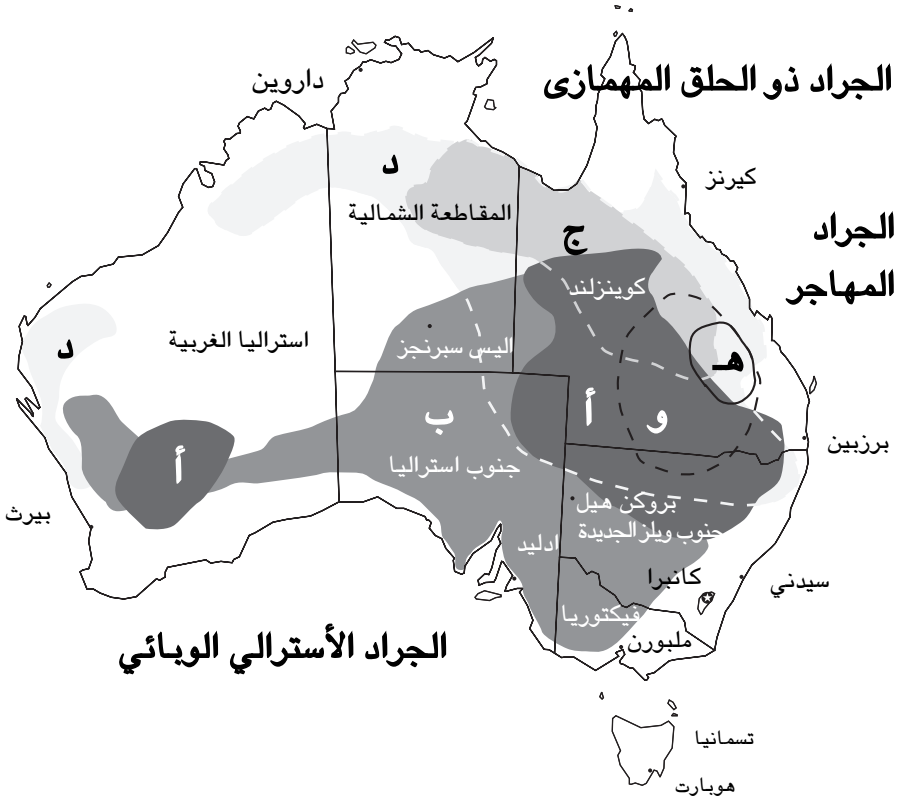 الجراد ذو الحلق المهمازى
داروين
د
كيرنز
المقاطعة الشمالية
الجراد
المهاجر
ج
كوينزلند
استراليا الغربية
د
اليس سبرنجز
هـ
أ
و
ب
برزبين
أ
جنوب استراليا
بروكن هيل
بيرث
جنوب ويلز الجديدة
ادليد
كانبرا
سيدني
فيكتوريا
ملبورن
الجراد الأسترالي الوبائي
تسمانيا
هوبارت